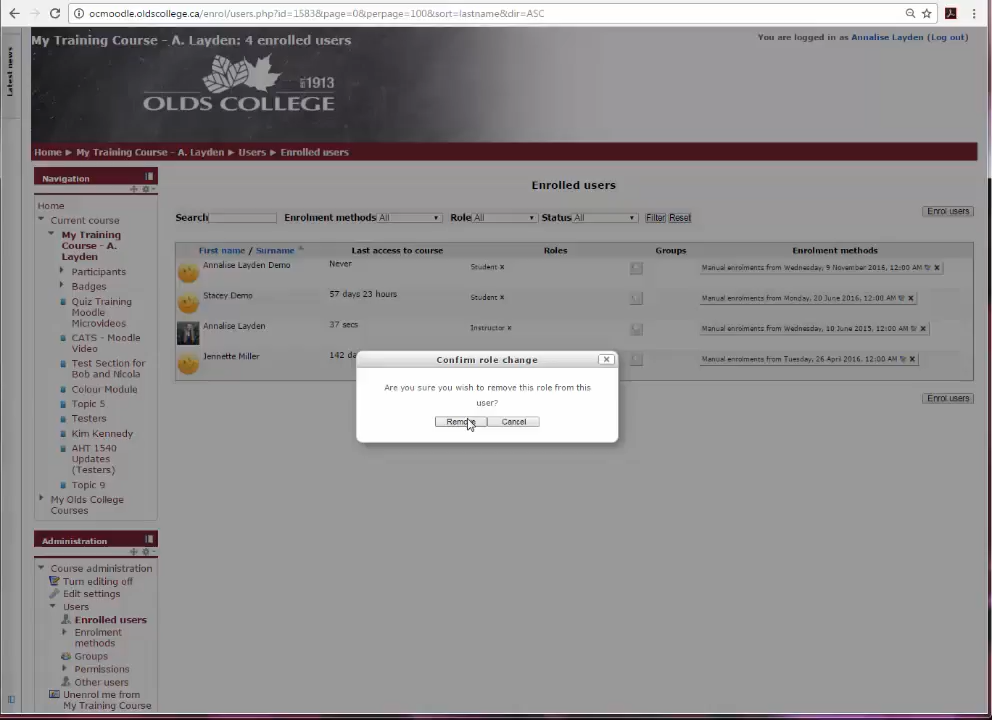 ocmoodle.oldscollege.ca/enrol/users.php?id=1583&page=0&perpage=100&sort=lastname&dir=ASC
Latest news
My Training Course - A. Layden: 4 enrolled users
You are logged in as Annalise Layden (Log out)
1913
OLDS COLLEGE
Home ► My Training Course - A. Layden ► Users ► Enrolled users
Navigation
Home
Current course
My Training
Course - A.
Layden
Participants
Badges
Quiz Training
Moodle
Microvideos
CATS - Moodle
Video
Test Section for
Bob and Nicola
Colour Module
Topic 5
Testers
Kim Kennedy
AHT 1540
Updates
(Testers)
Topic 9
My Olds College
Courses
Administration
Course administration
Turn editing off
Edit settings
Users
Enrolled users
Enrolment
methods
Groups
Permissions
Other users
Unenrol me from
My Training Course
Enrolled users
Search Enrolment methods All Role All Status All Filter Reset
Enrol users
First name / Surname Last access to course Roles Groups Enrolment methods
Annalise Layden Demo Never Student x Manual enrolments from Wednesday, 9 November 2016, 12:00 AM x
Stacey Demo 57 days 23 hours Student x Manual enrolments from Monday, 20 June 2016, 12:00 AM x
Annalise Layden 37 secs Instructor x Manual enrolments from Wednesday, 10 June 2015, 12:00 AM x
Jennette Miller 142 da Manual enrolments from Tuesday, 26 April 2016, 12:00 AM x
Enrol users
Confirm role change
Are you sure you wish to remove this role from this
user?
Remove Cancel